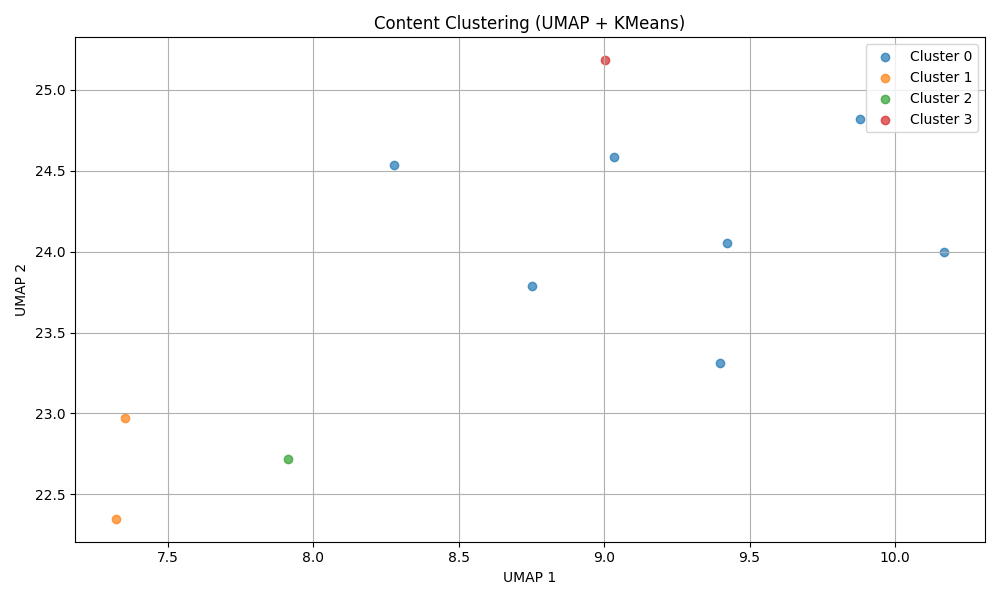 Content Clustering (UMAP + KMeans)
Cluster 0
Cluster 1
Cluster 2
Cluster 3
UMAP 2
25.0
24.5
24.0
23.5
23.0
22.5
7.5 8.0 8.5 9.0 9.5 10.0
UMAP 1